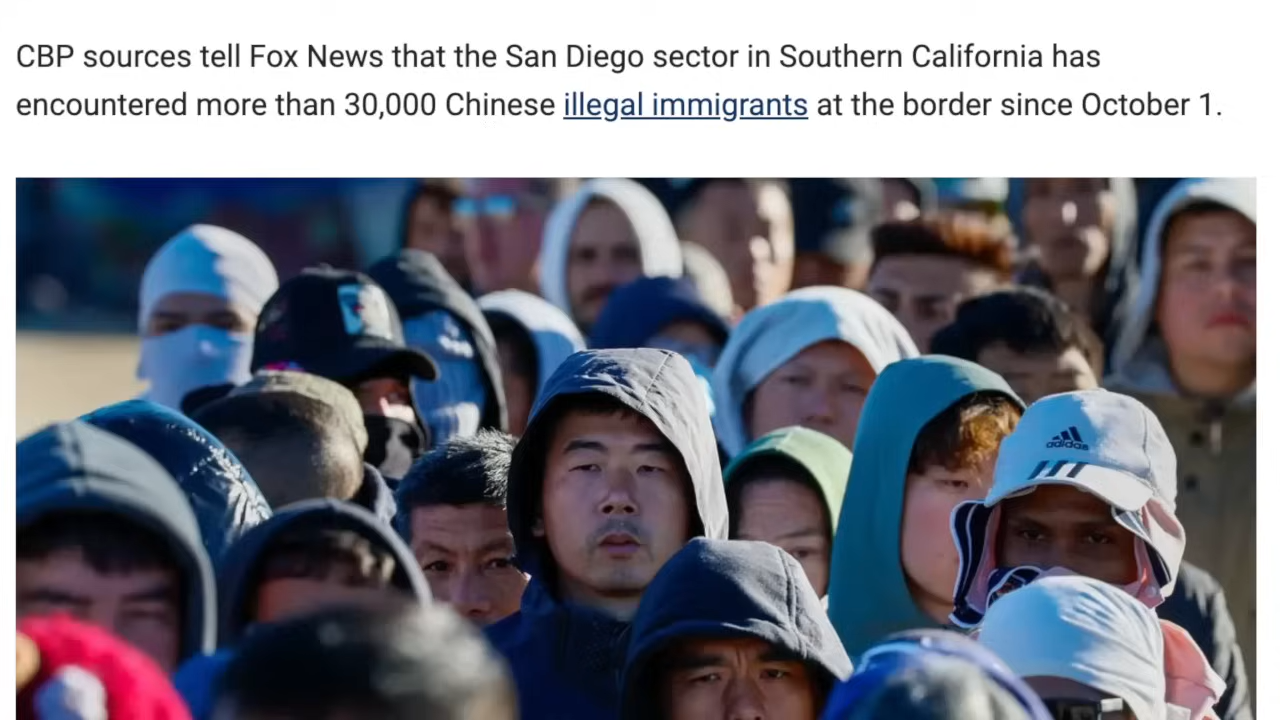 CBP sources tell Fox News that the San Diego sector in Southern California has
encountered more than 30,000 Chinese illegal immigrants at the border since October 1.
adidas